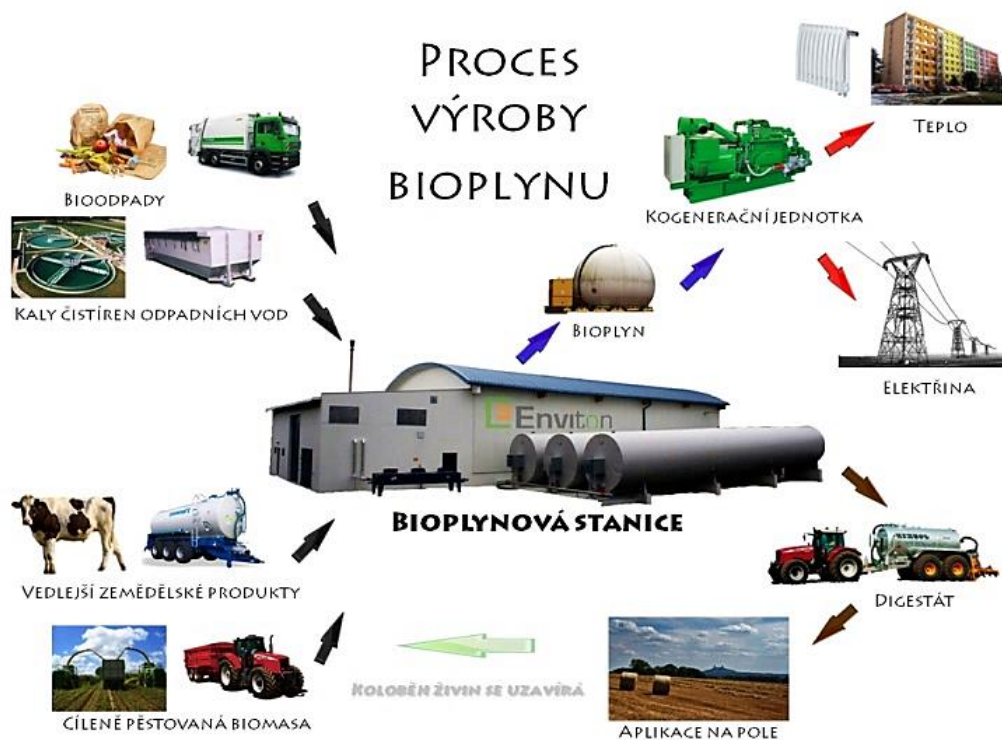 PROCES
VÝROBY
BIOPLYNU
TEPLO
BIOODPADY
KOGENERAČNÍ JEDNOTKA
KALY ČISTÍREN ODPADNÍCH VOD
BIOPLYN
ELEKTŘINA
Enviton
BIOPLYNOVÁ STANICE
VEDLEJŠÍ ZEMĚDĚLSKÉ PRODUKTY
DIGESTÁT
KOLOBĚH ŽIVIN SE UZAVÍRÁ
CÍLENĚ PĚSTOVANÁ BIOMASA
APLIKACE NA POLE